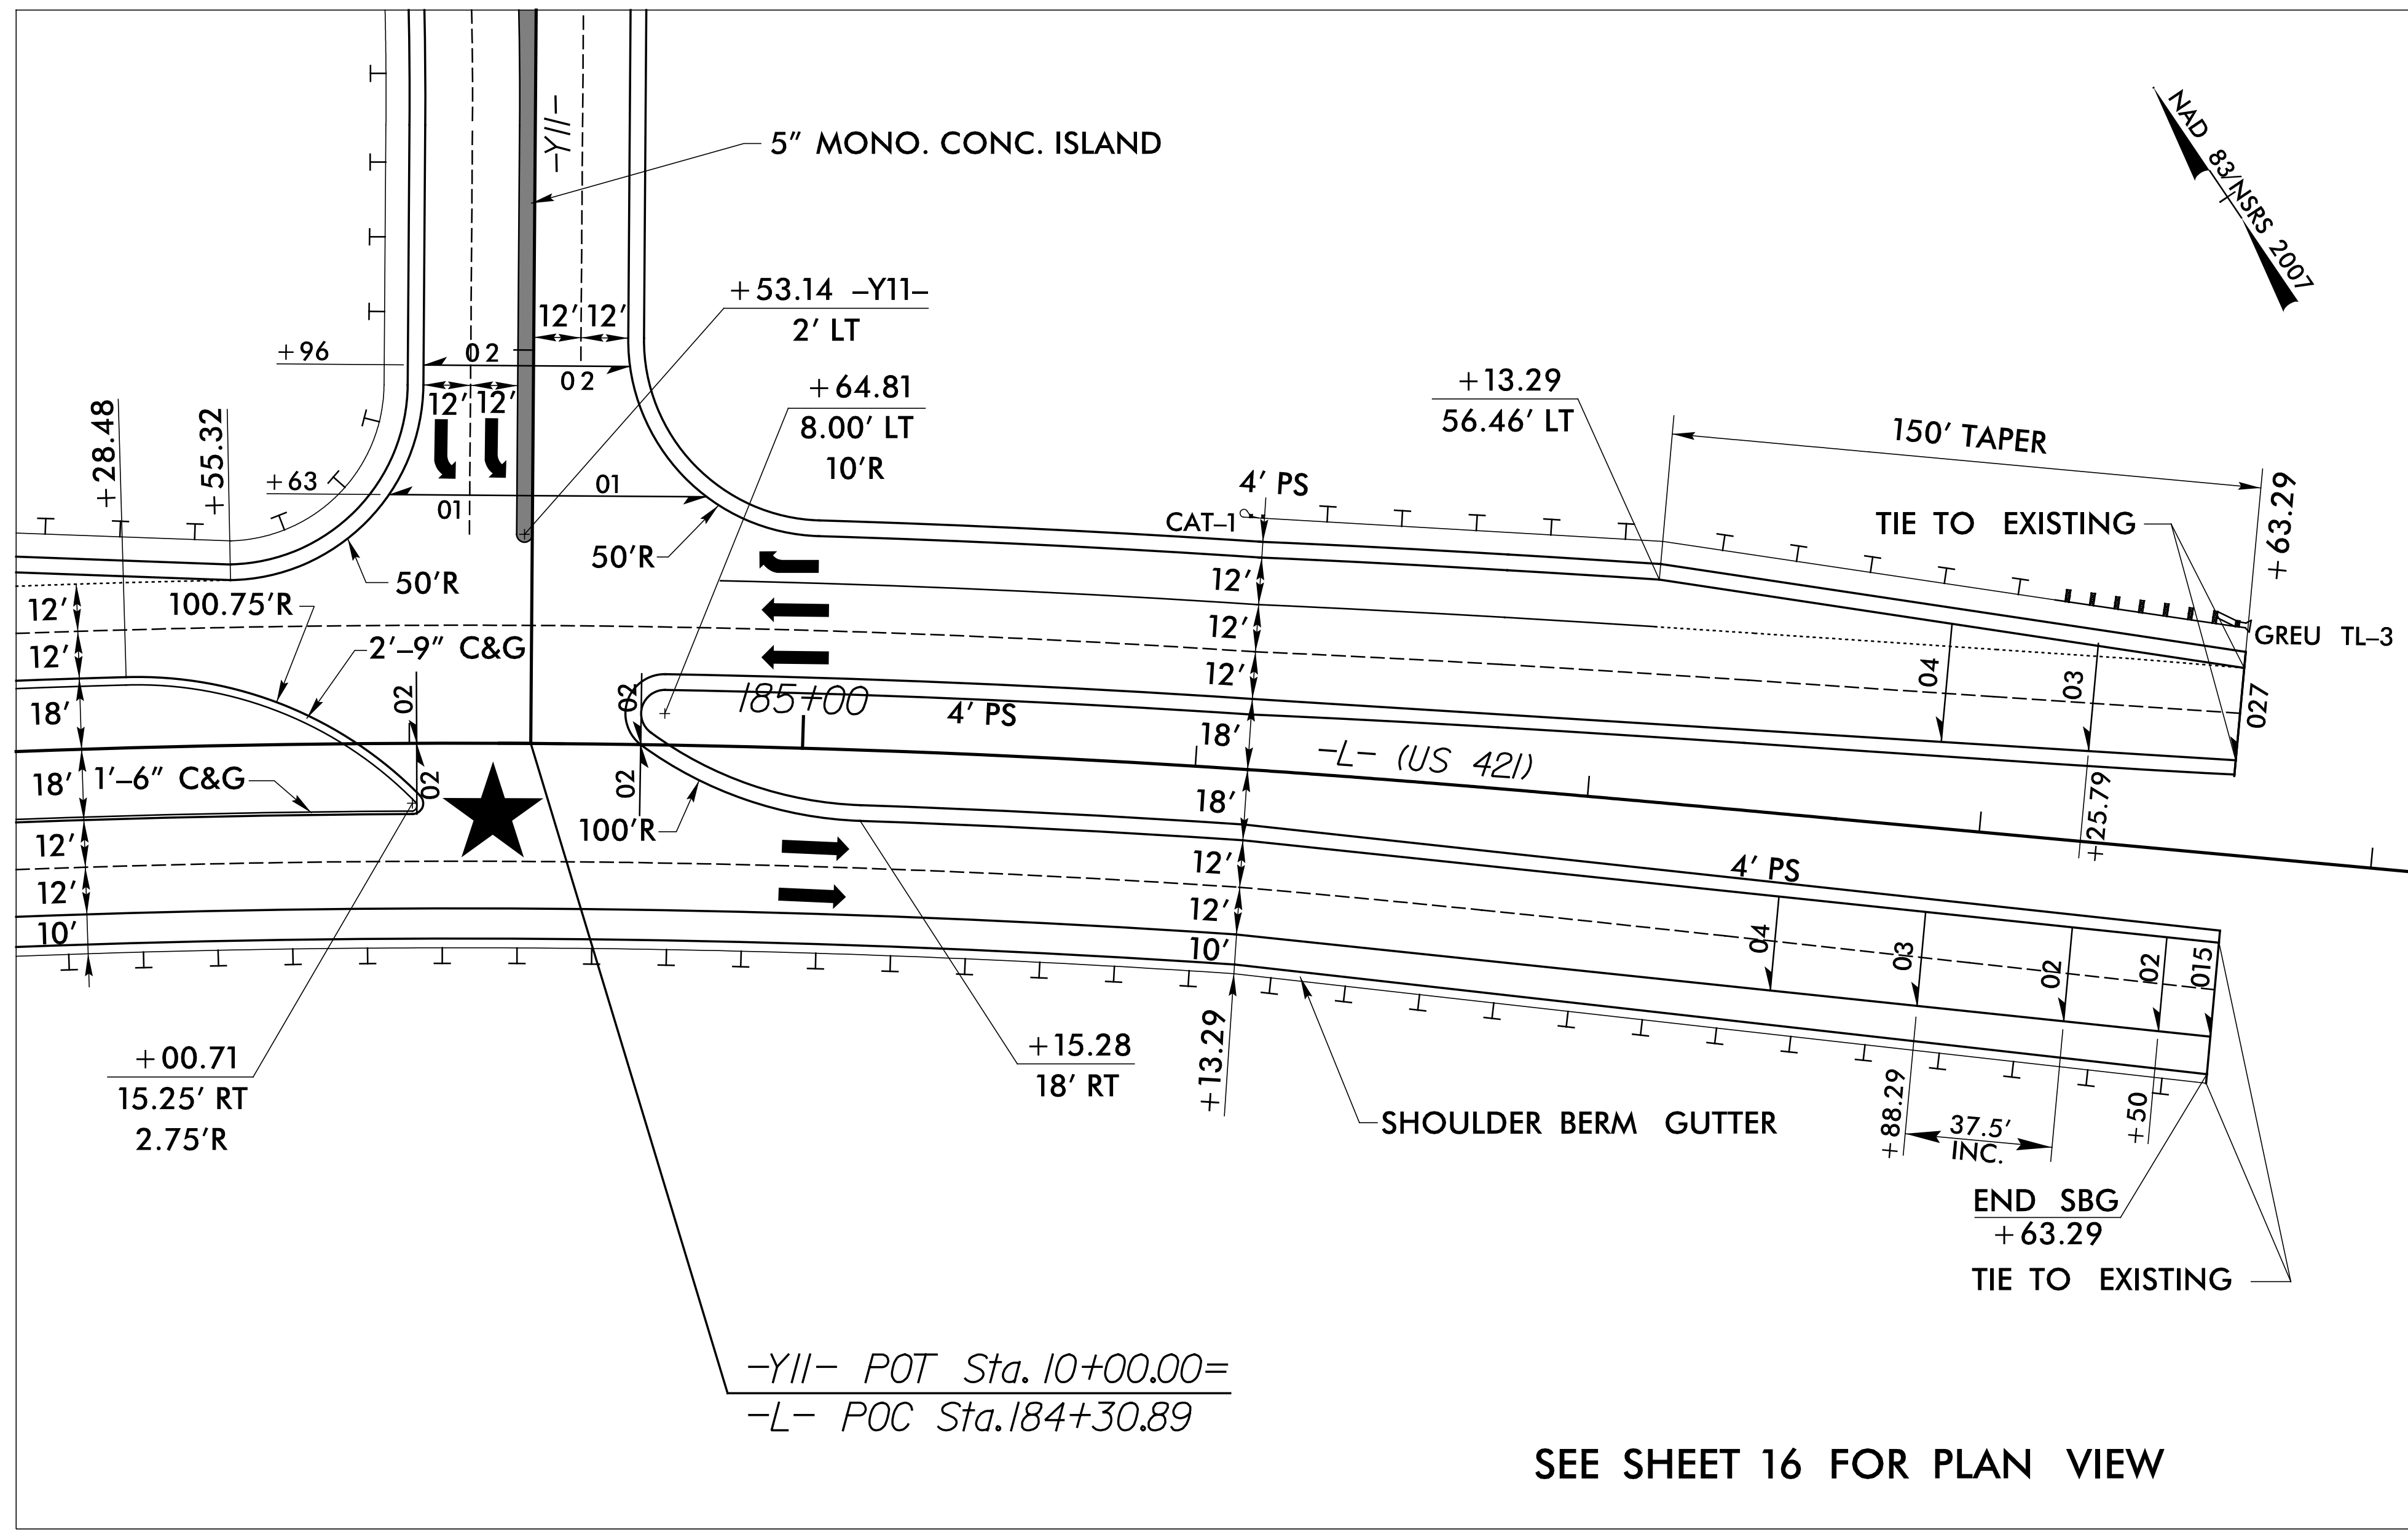 -Y11-
5" MONO. CONC. ISLAND
NAD 83/NSRS 2007
+53.14 -Y11-
2' LT
12' 12'
+96
02
02
+64.81
8.00' LT
10'R
+13.29
56.46' LT
150' TAPER
12' 12'
+28.48
+55.32
+63
01
01
4' PS
CAT-1
TIE TO EXISTING
+63.29
50'R
50'R
12'
12'
100.75'R
2'-9" C&G
12'
12'
12'
GREU TL-3
04
03
027
02
02
185+00
4' PS
18'
18'
-L- (US 421)
18'
1'-6" C&G
02
02
18'
+25.79
100'R
12'
12'
10'
12'
12'
10'
4' PS
04
03
02
02
015
+00.71
15.25' RT
2.75'R
+15.28
18' RT
+13.29
SHOULDER BERM GUTTER
+88.29
37.5'
INC.
+50
END SBG
+63.29
TIE TO EXISTING
-Y11- POT Sta. 10+00.00=
-L- POC Sta. 184+30.89
SEE SHEET 16 FOR PLAN VIEW